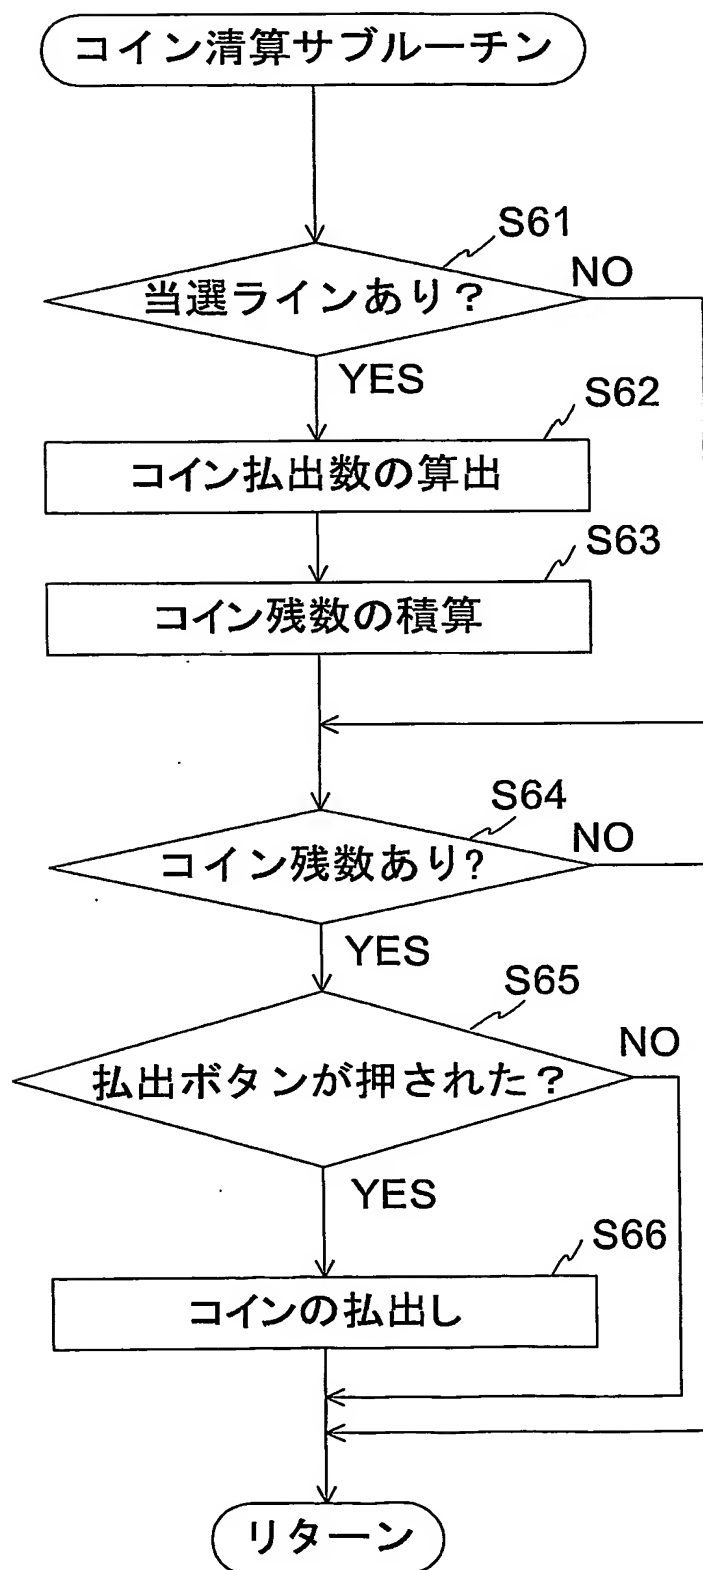 コイン清算サブルーチン
S61
当選ラインあり？
NO
YES
S62
コイン払出数の算出
S63
コイン残数の積算
S64
コイン残数あり?
NO
YES
S65
払出ボタンが押された？
NO
YES
S66
コインの払出し
リターン